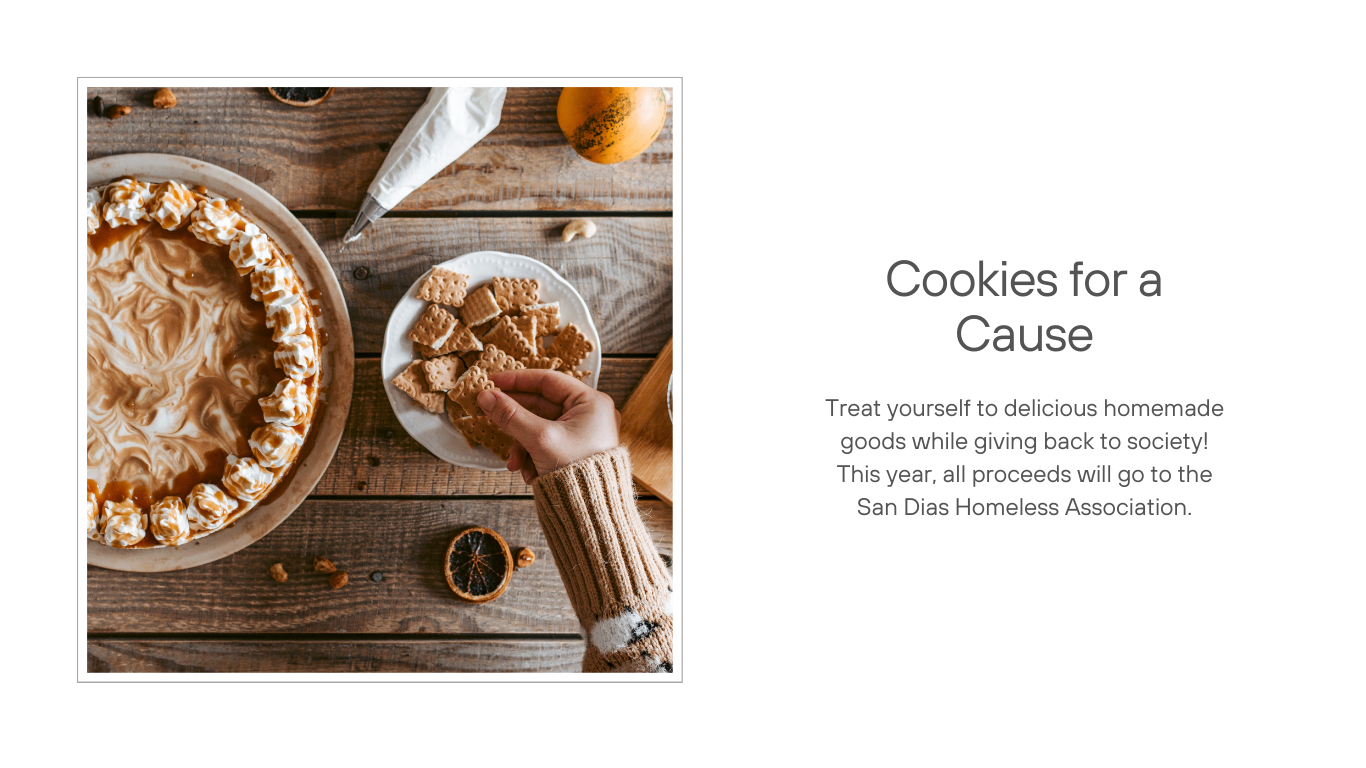 Cookies for a
Cause
Treat yourself to delicious homemade
goods while giving back to society!
This year, all proceeds will go to the
San Dias Homeless Association.